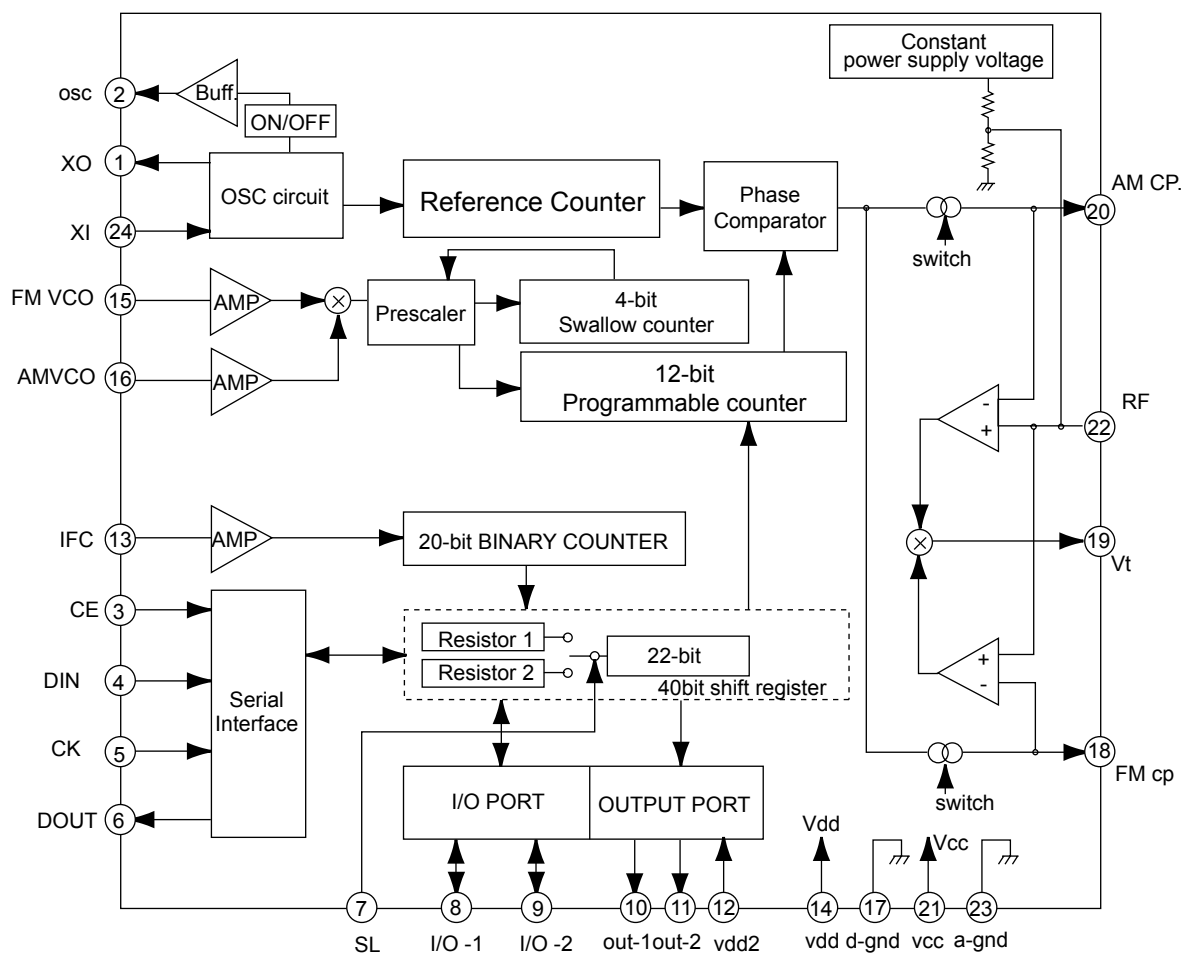 Constant
power supply voltage
osc
2
Buff.
ON/OFF
XO
1
OSC circuit
Reference Counter
Phase
Comparator
AM CP.
20
XI
24
switch
FM VCO
15
AMP
×
Prescaler
4-bit
Swallow counter
AMVCO
16
AMP
12-bit
Programmable counter
-
+
RF
22
IFC
13
AMP
20-bit BINARY COUNTER
×
19
Vt
CE
3
Resistor 1
22-bit
Resistor 2
40bit shift register
+
-
DIN
4
Serial
Interface
CK
5
18
FM cp
switch
DOUT
6
I/O PORT
OUTPUT PORT
Vdd
Vcc
7
8
9
10
11
12
14
17
21
23
SL
I/O -1
I/O -2
out-1
out-2
vdd2
vdd
d-gnd
vcc
a-gnd